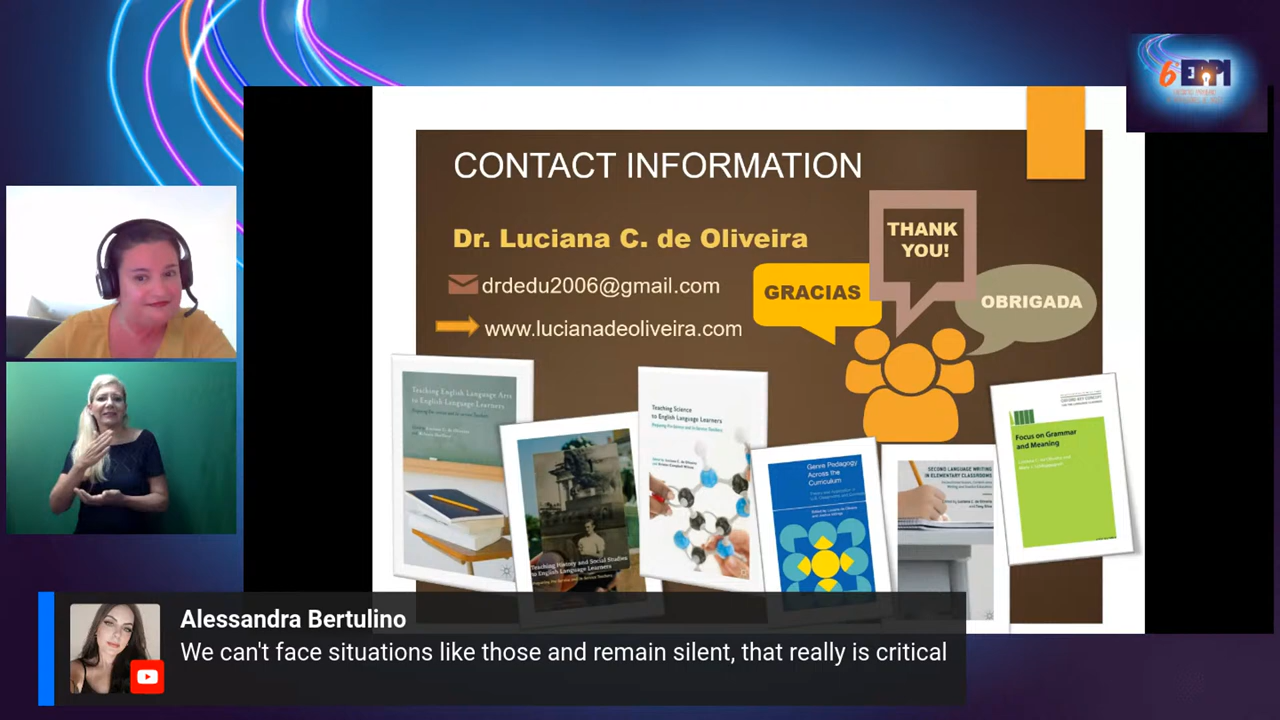 6° EPPI
CONTACT INFORMATION
Dr. Luciana C. de Oliveira
drdedu2006@gmail.com
www.lucianadeoliveira.com
THANK
YOU!
GRACIAS
OBRIGADA
Teaching English Language Arts
to English Language Learners
Teaching History and Social Studies
to English Language Learners
Teaching Science
to English Language Learners
Genre Pedagogy
Across the
Curriculum
SECOND LANGUAGE WRITING
IN ELEMENTARY CLASSROOMS
Focus on Grammar
and Meaning
Alessandra Bertulino
We can't face situations like those and remain silent, that really is critical